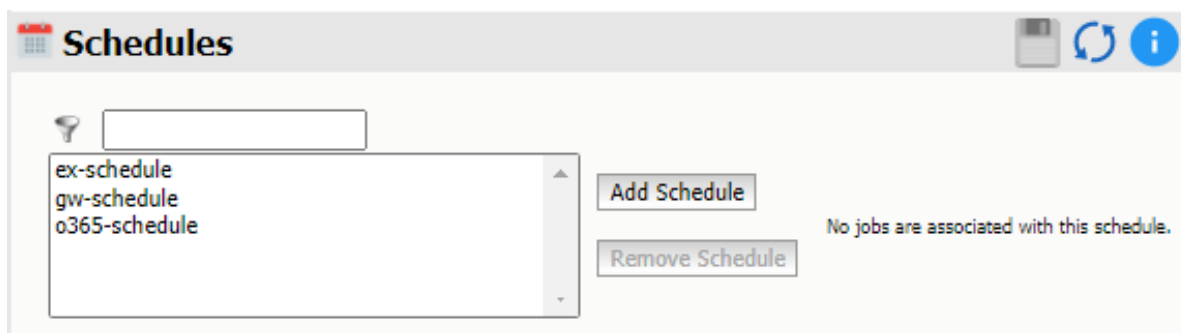 Schedules
ex-schedule
gw-schedule
o365-schedule
Add Schedule
Remove Schedule
No jobs are associated with this schedule.